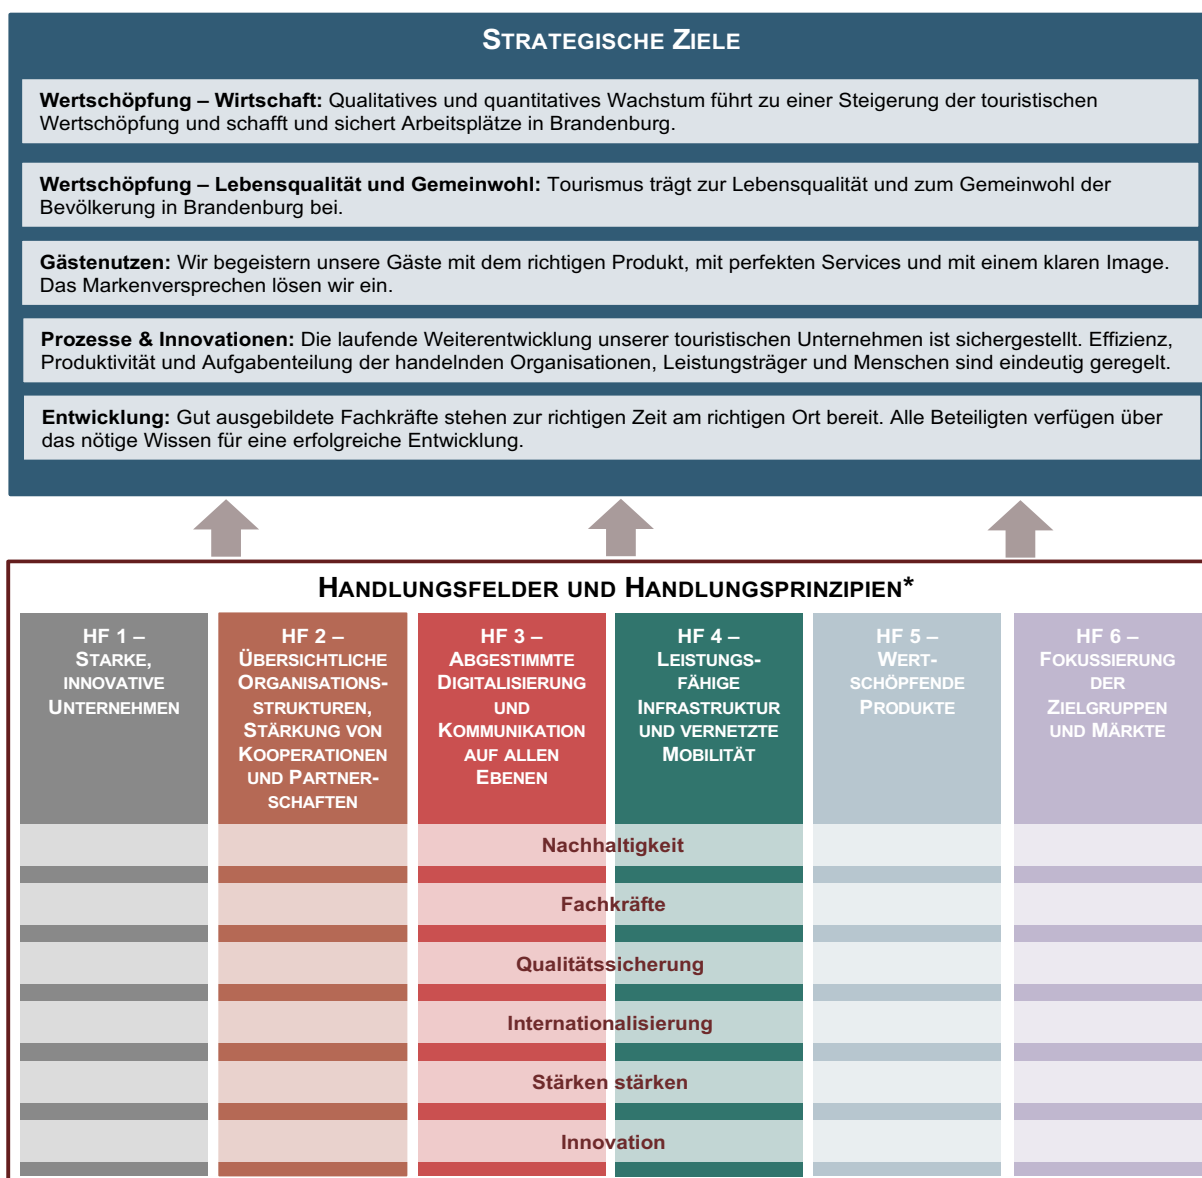 STRATEGISCHE ZIELE
Wertschöpfung – Wirtschaft: Qualitatives und quantitatives Wachstum führt zu einer Steigerung der touristischen
Wertschöpfung und schafft und sichert Arbeitsplätze in Brandenburg.
Wertschöpfung – Lebensqualität und Gemeinwohl: Tourismus trägt zur Lebensqualität und zum Gemeinwohl der
Bevölkerung in Brandenburg bei.
Gästenutzen: Wir begeistern unsere Gäste mit dem richtigen Produkt, mit perfekten Services und mit einem klaren Image.
Das Markenversprechen lösen wir ein.
Prozesse & Innovationen: Die laufende Weiterentwicklung unserer touristischen Unternehmen ist sichergestellt. Effizienz,
Produktivität und Aufgabenteilung der handelnden Organisationen, Leistungsträger und Menschen sind eindeutig geregelt.
Entwicklung: Gut ausgebildete Fachkräfte stehen zur richtigen Zeit am richtigen Ort bereit. Alle Beteiligten verfügen über
das nötige Wissen für eine erfolgreiche Entwicklung.
HANDLUNGSFELDER UND HANDLUNGSPRINZIPIEN*
HF 1 –
STARKE,
INNOVATIVE
UNTERNEHMEN
HF 2 –
ÜBERSICHTLICHE
ORGANISATIONS-
STRUKTUREN,
STÄRKUNG VON
KOOPERATIONEN
UND PARTNER-
SCHAFTEN
HF 3 –
ABGESTIMMTE
DIGITALISIERUNG
UND
KOMMUNIKATION
AUF ALLEN
EBENEN
HF 4 –
LEISTUNGS-
FÄHIGE
INFRASTRUKTUR
UND VERNETZTE
MOBILITÄT
HF 5 –
WERT-
SCHÖPFENDE
PRODUKTE
HF 6 –
FOKUSSIERUNG
DER
ZIELGRUPPEN
UND MÄRKTE
Nachhaltigkeit
Fachkräfte
Qualitätssicherung
Internationalisierung
Stärken stärken
Innovation